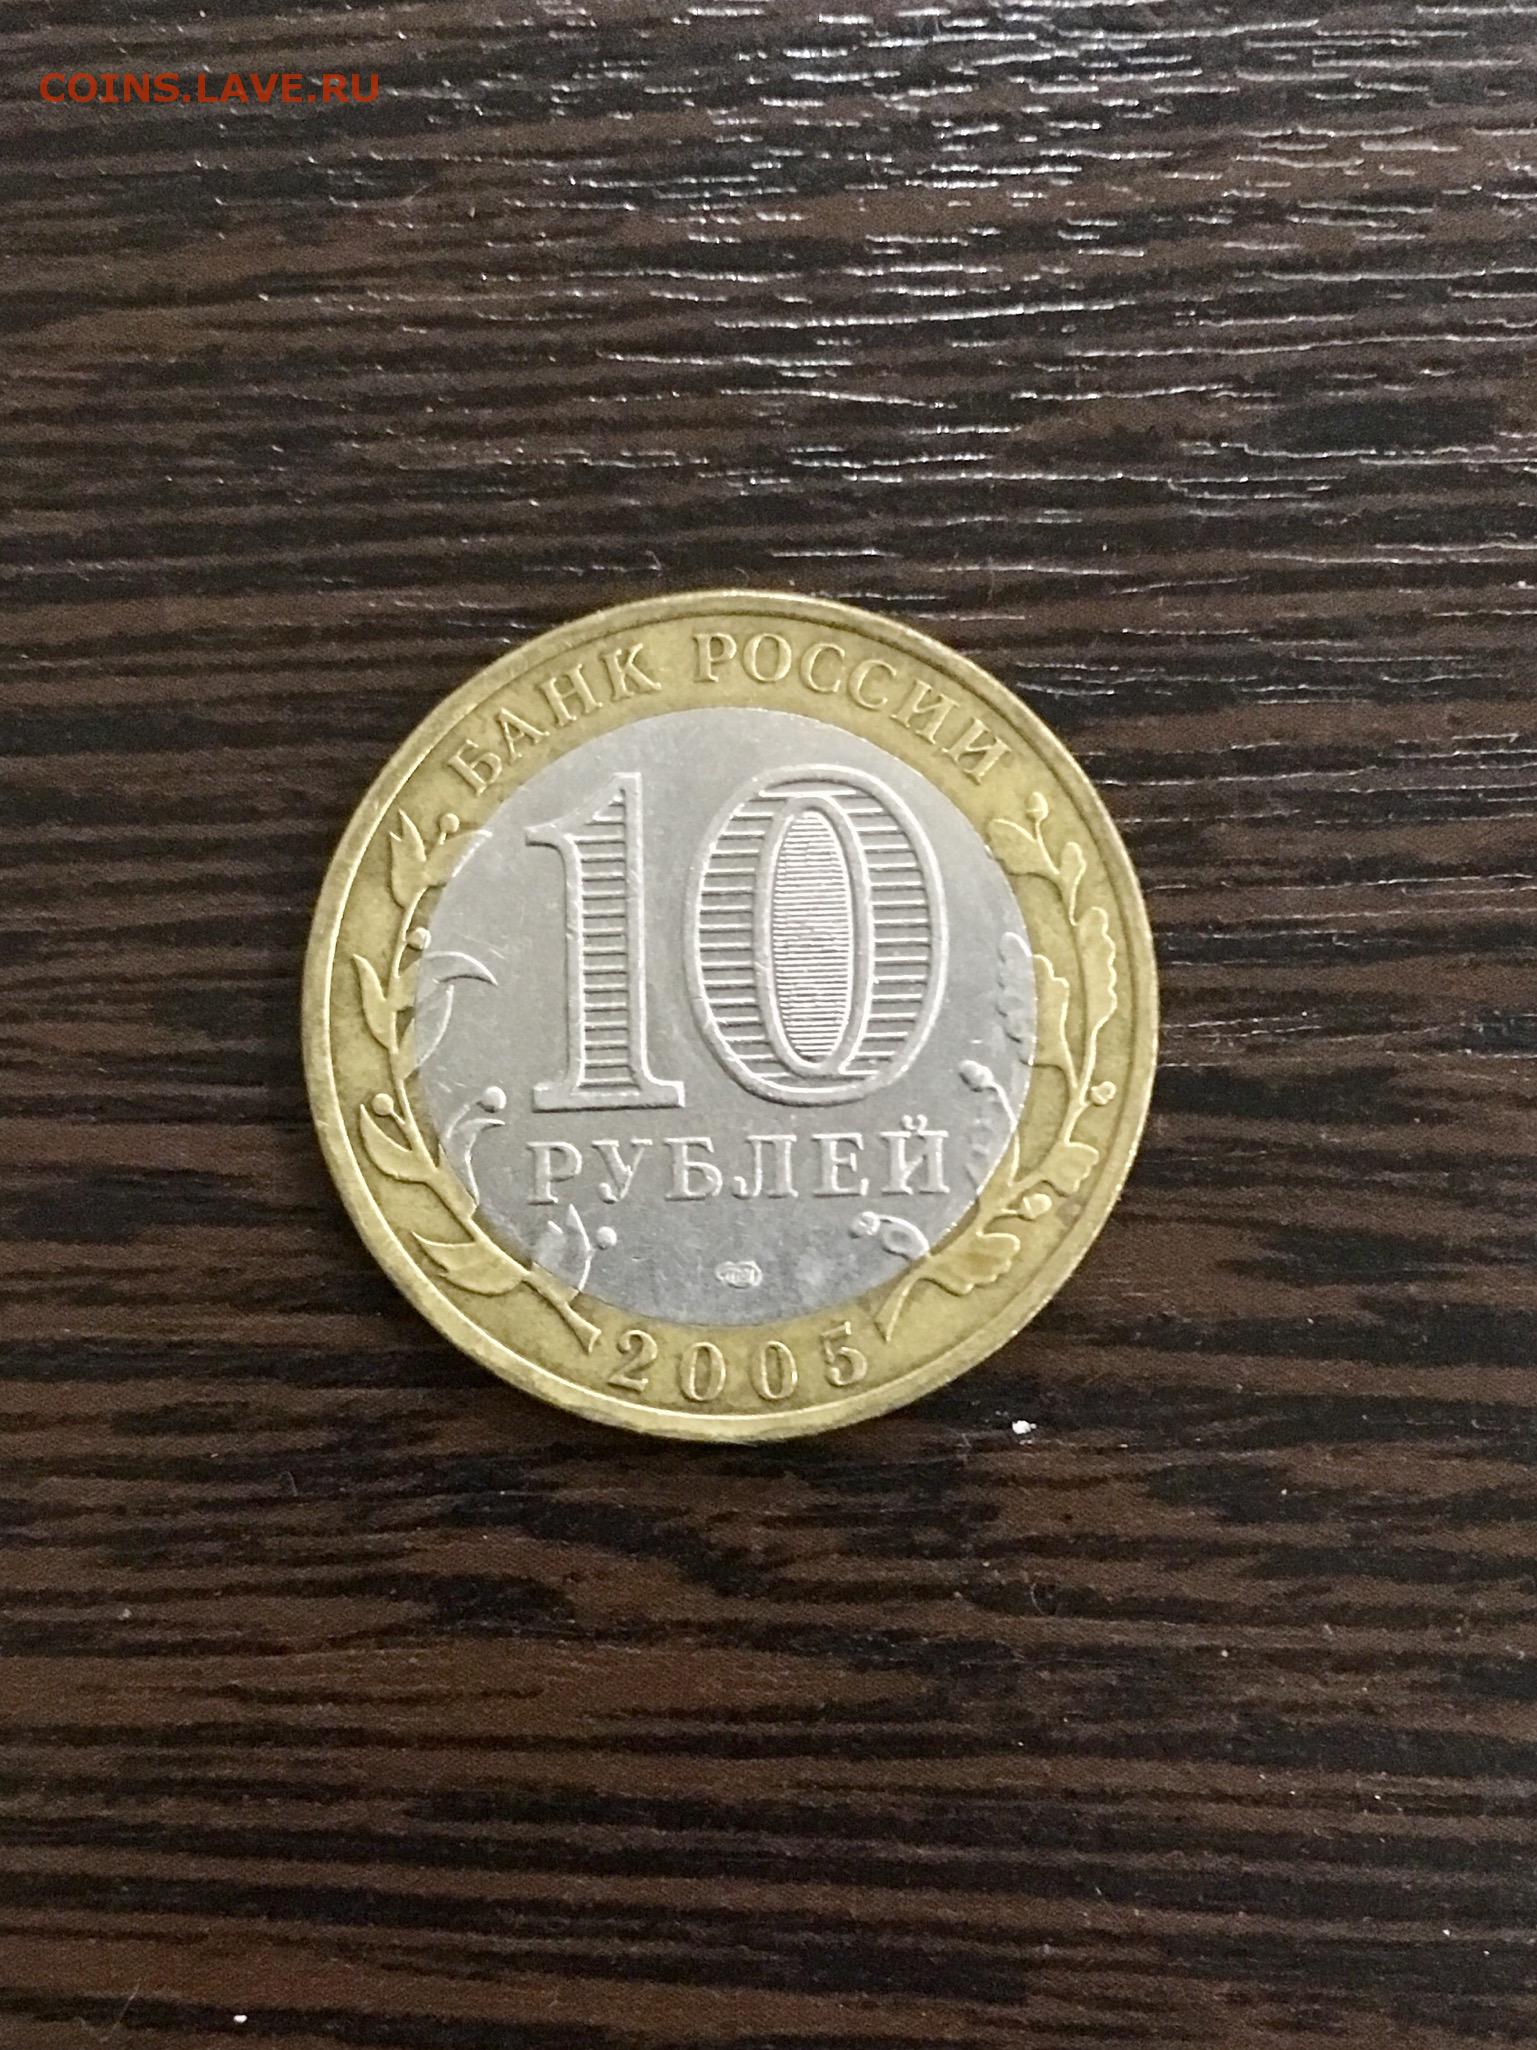 COINS.LAVE.RU
БАНК РОССИИ
10
РУБЛЕЙ
2005